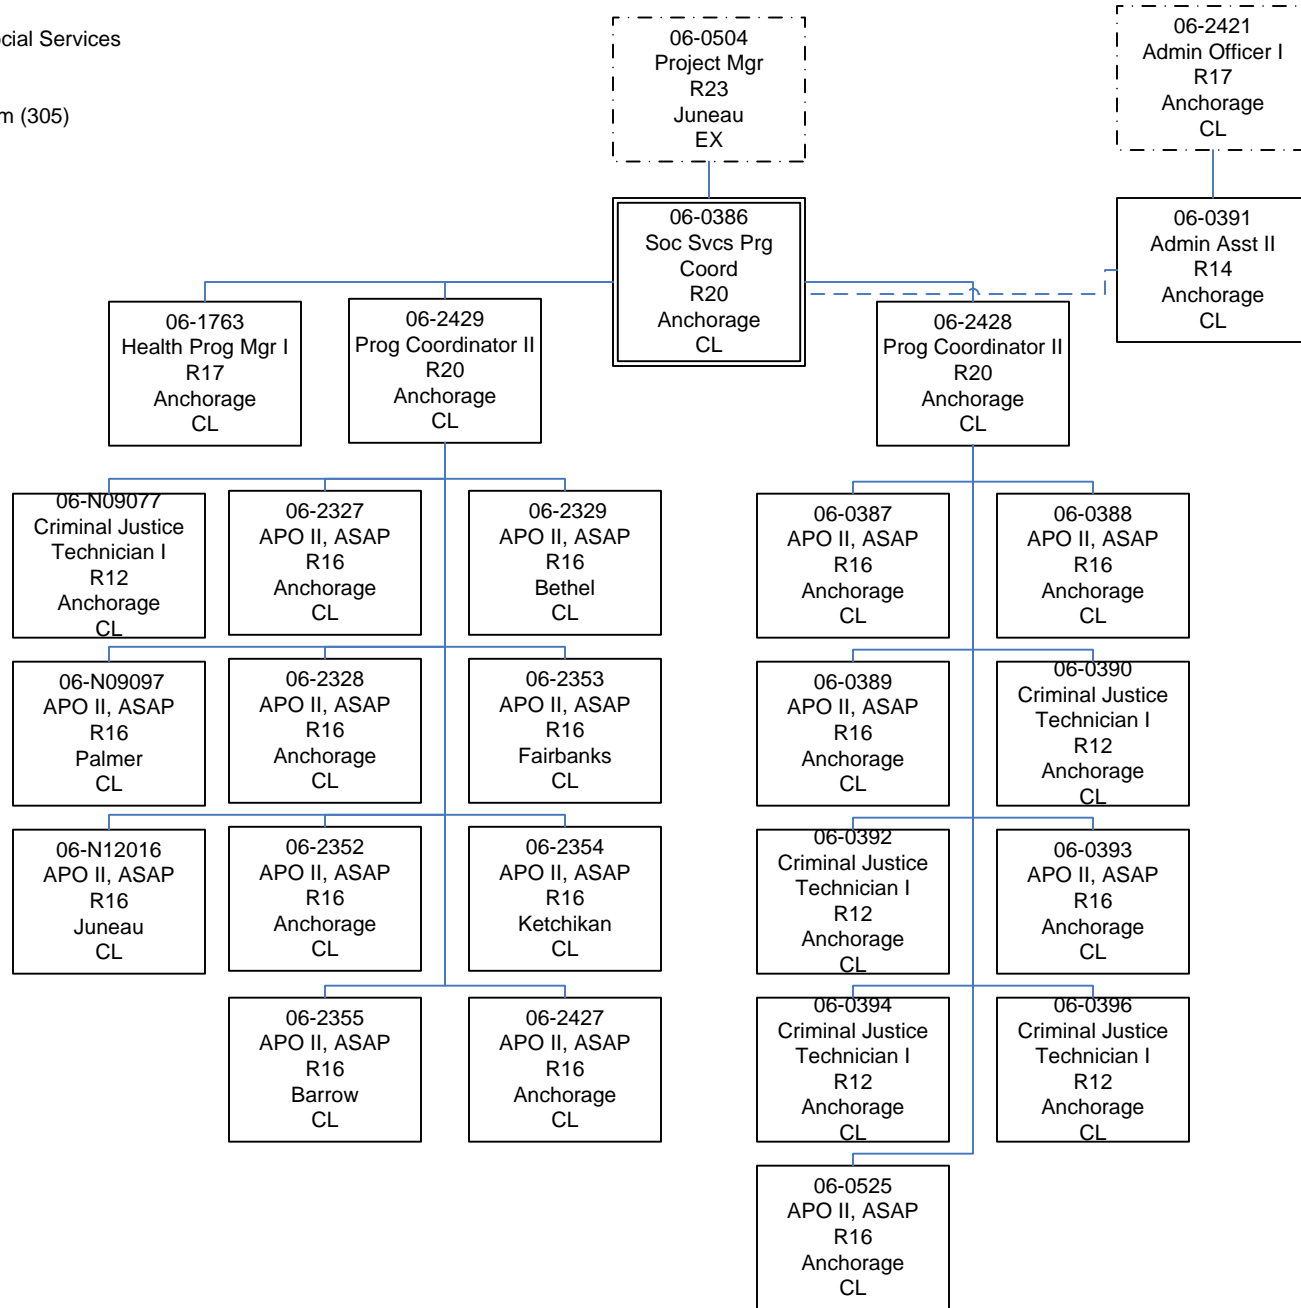 ocial Services
m (305)
06-0504
Project Mgr
R23
Juneau
EX
06-2421
Admin Officer I
R17
Anchorage
CL
06-0386
Soc Svcs Prg
Coord
R20
Anchorage
CL
06-0391
Admin Asst II
R14
Anchorage
CL
06-1763
Health Prog Mgr I
R17
Anchorage
CL
06-2429
Prog Coordinator II
R20
Anchorage
CL
06-2428
Prog Coordinator II
R20
Anchorage
CL
06-N09077
Criminal Justice
Technician I
R12
Anchorage
CL
06-2327
APO II, ASAP
R16
Anchorage
CL
06-2329
APO II, ASAP
R16
Bethel
CL
06-0387
APO II, ASAP
R16
Anchorage
CL
06-0388
APO II, ASAP
R16
Anchorage
CL
06-N09097
APO II, ASAP
R16
Palmer
CL
06-2328
APO II, ASAP
R16
Anchorage
CL
06-2353
APO II, ASAP
R16
Fairbanks
CL
06-0389
APO II, ASAP
R16
Anchorage
CL
06-0390
Criminal Justice
Technician I
R12
Anchorage
CL
06-N12016
APO II, ASAP
R16
Juneau
CL
06-2352
APO II, ASAP
R16
Anchorage
CL
06-2354
APO II, ASAP
R16
Ketchikan
CL
06-0392
Criminal Justice
Technician I
R12
Anchorage
CL
06-0393
APO II, ASAP
R16
Anchorage
CL
06-2355
APO II, ASAP
R16
Barrow
CL
06-2427
APO II, ASAP
R16
Anchorage
CL
06-0394
Criminal Justice
Technician I
R12
Anchorage
CL
06-0396
Criminal Justice
Technician I
R12
Anchorage
CL
06-0525
APO II, ASAP
R16
Anchorage
CL